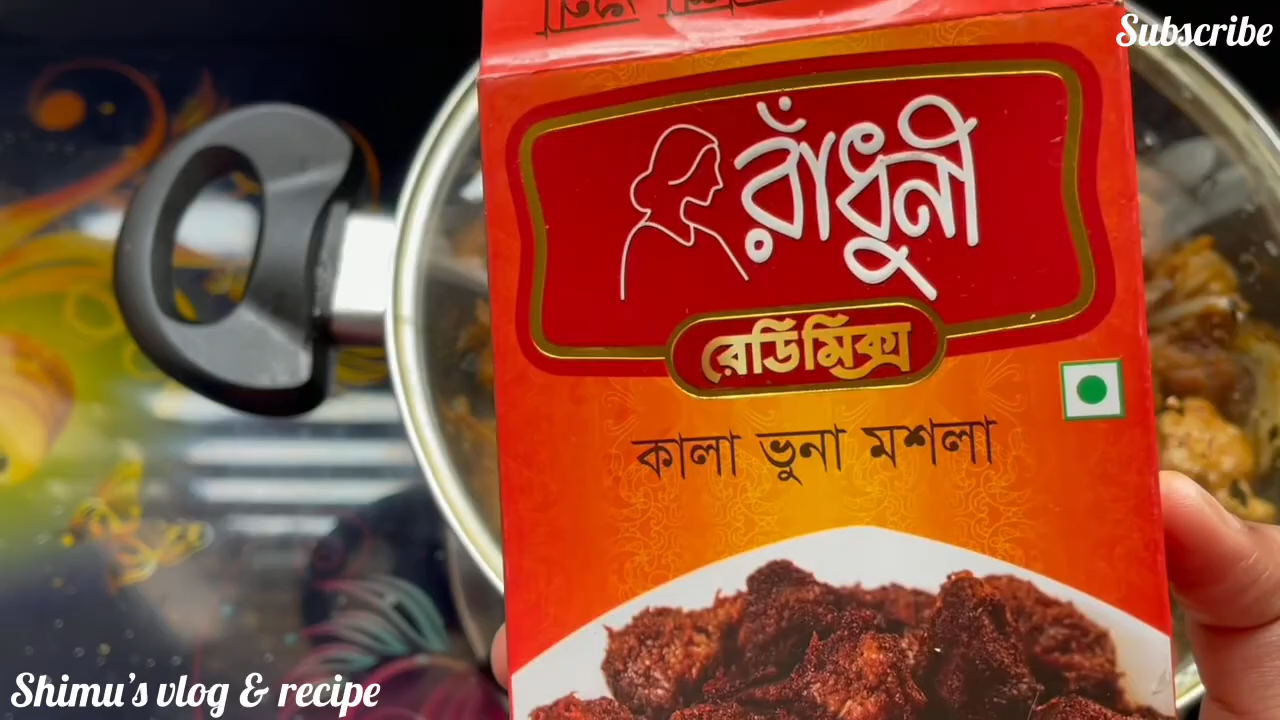 Subscribe
রাঁধুনী
রেডিমিক্স
কালা ভুনা মশলা
Shimu's vlog & recipe